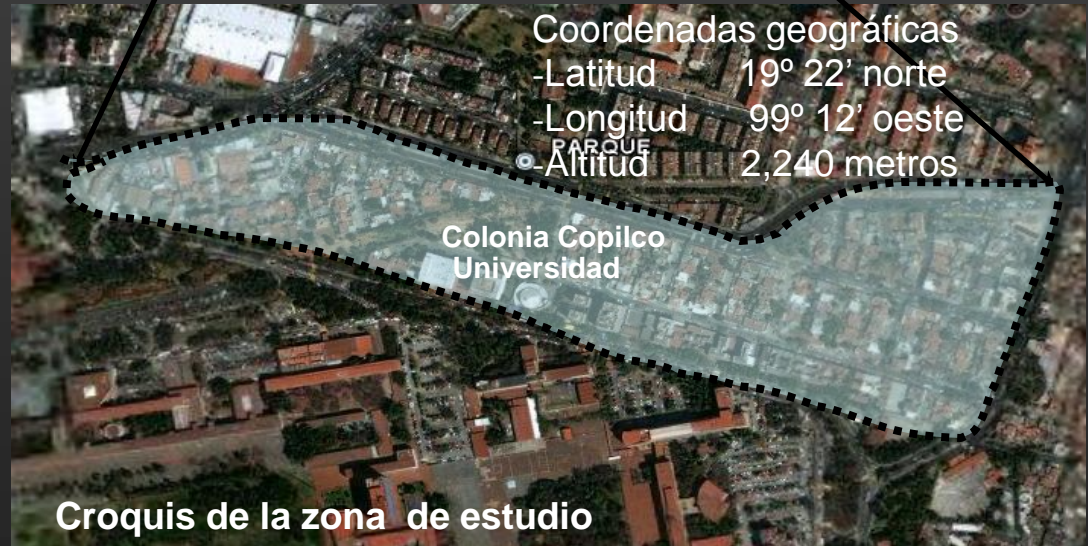 Coordenadas geográficas
-Latitud 19º 22’ norte
-Longitud 99º 12’ oeste
PARQUE
-Altitud 2,240 metros
Colonia Copilco
Universidad
Croquis de la zona de estudio